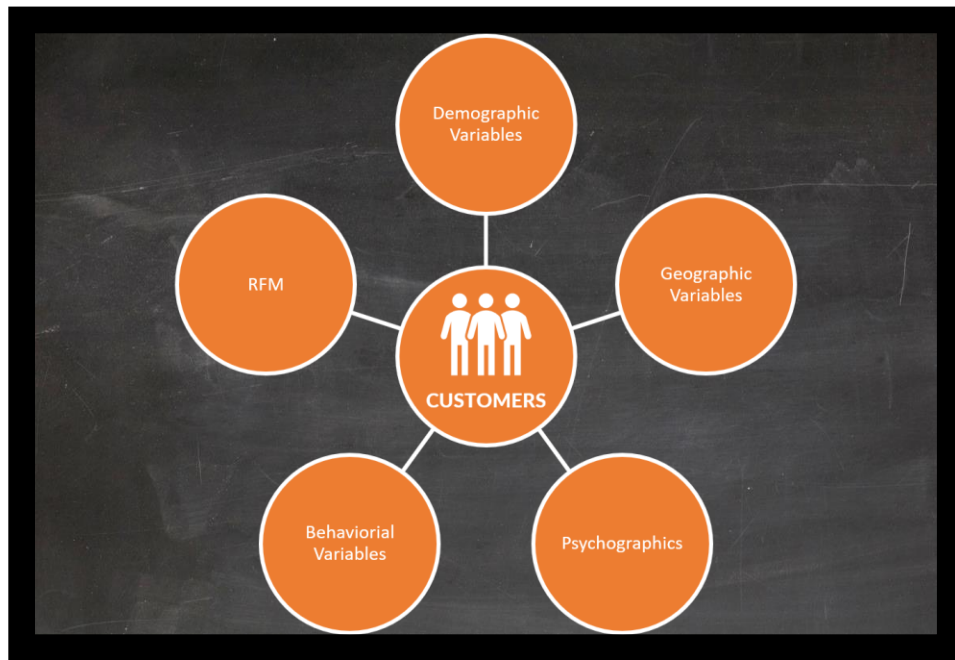 Demographic
Variables
RFM
Geographic
Variables
CUSTOMERS
Behaviorial
Variables
Psychographics